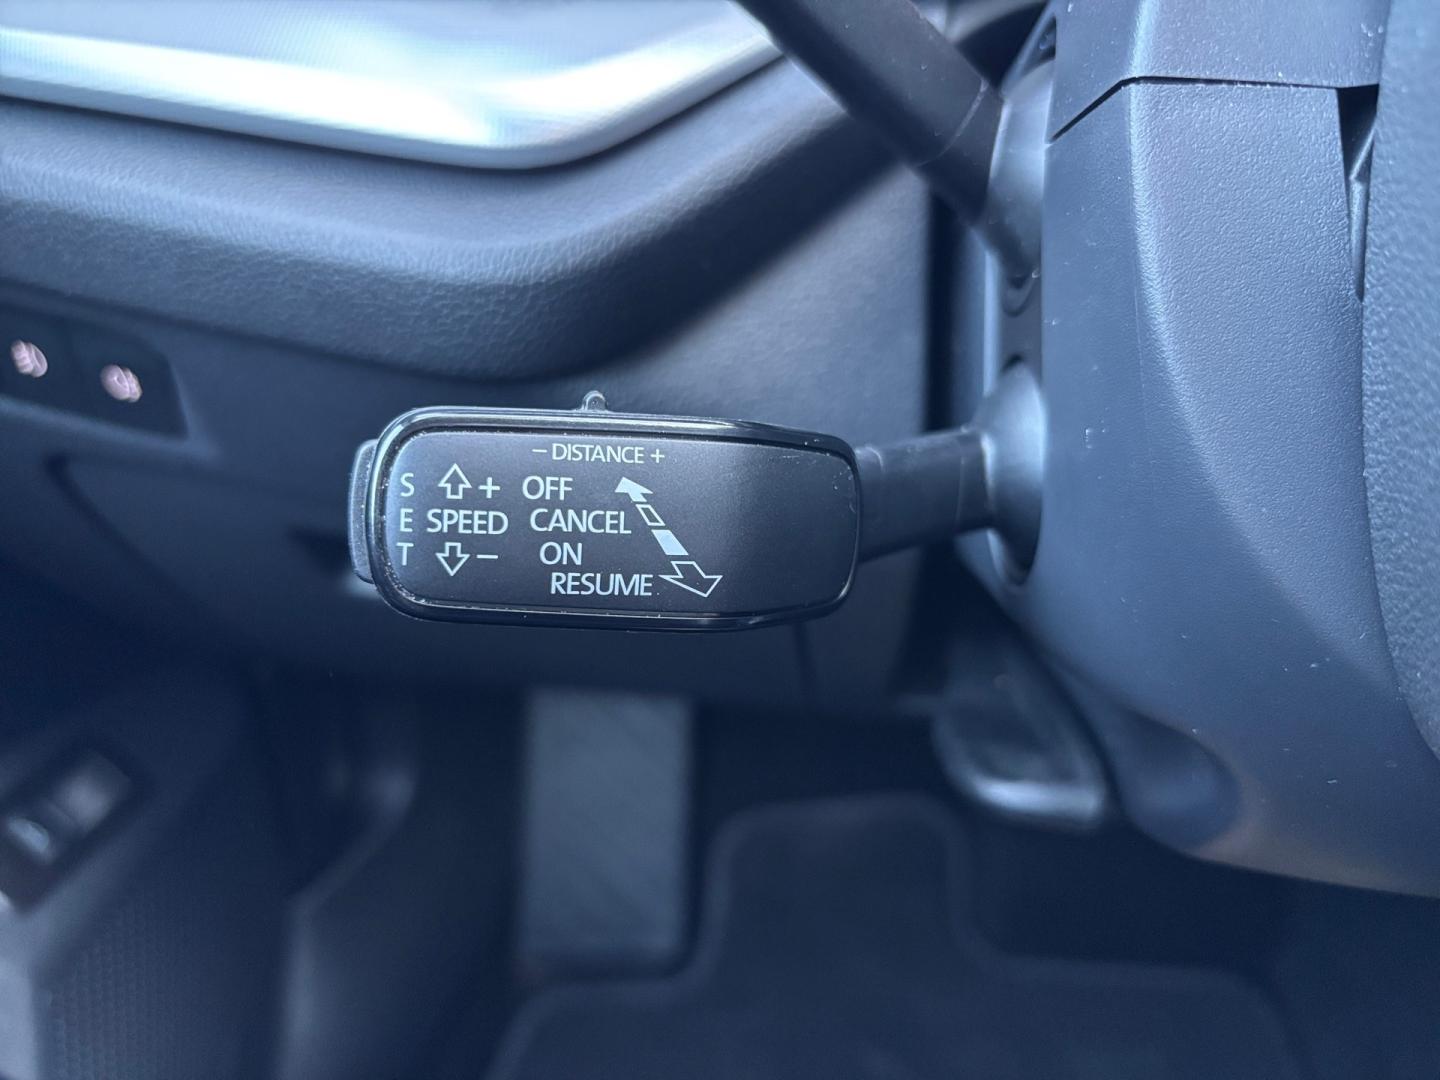 − DISTANCE +
S + OFF
E SPEED CANCEL
T − ON
RESUME